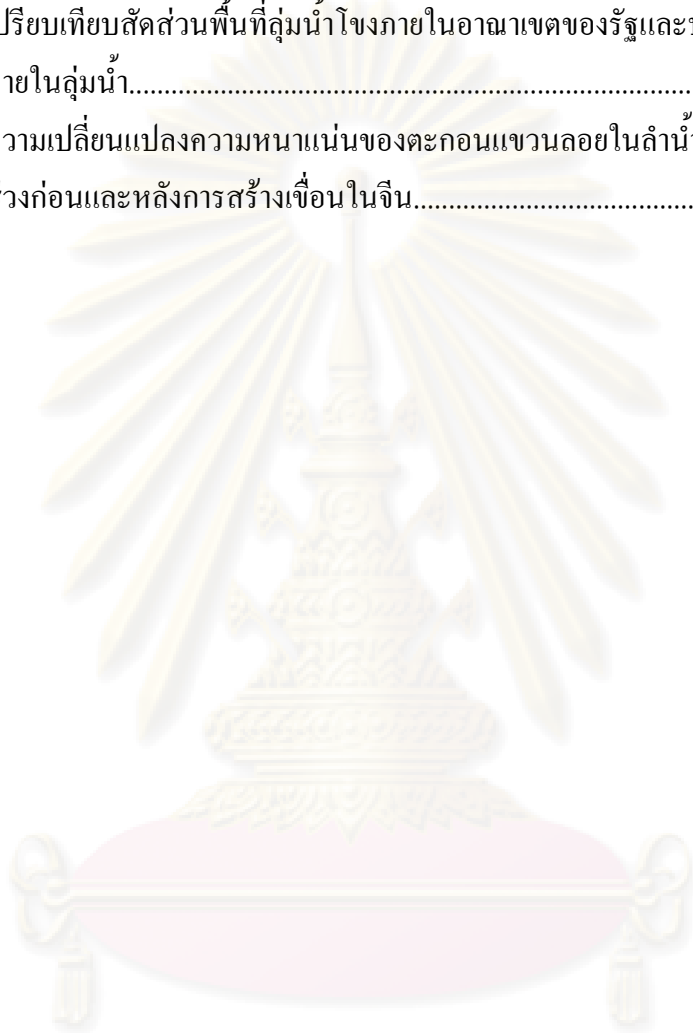 เปรียบเทียบสัดส่วนพื้นที่ลุ่มน้ำโขงภายในอาณาเขตของรัฐและ
ายในลุ่มน้ำ........................................................................
วามเปลี่ยนแปลงความหนาแน่นของตะกอนแขวนลอยในลำน้ำ
่วงก่อนและหลังการสร้างเขื่อนในจีน....................................